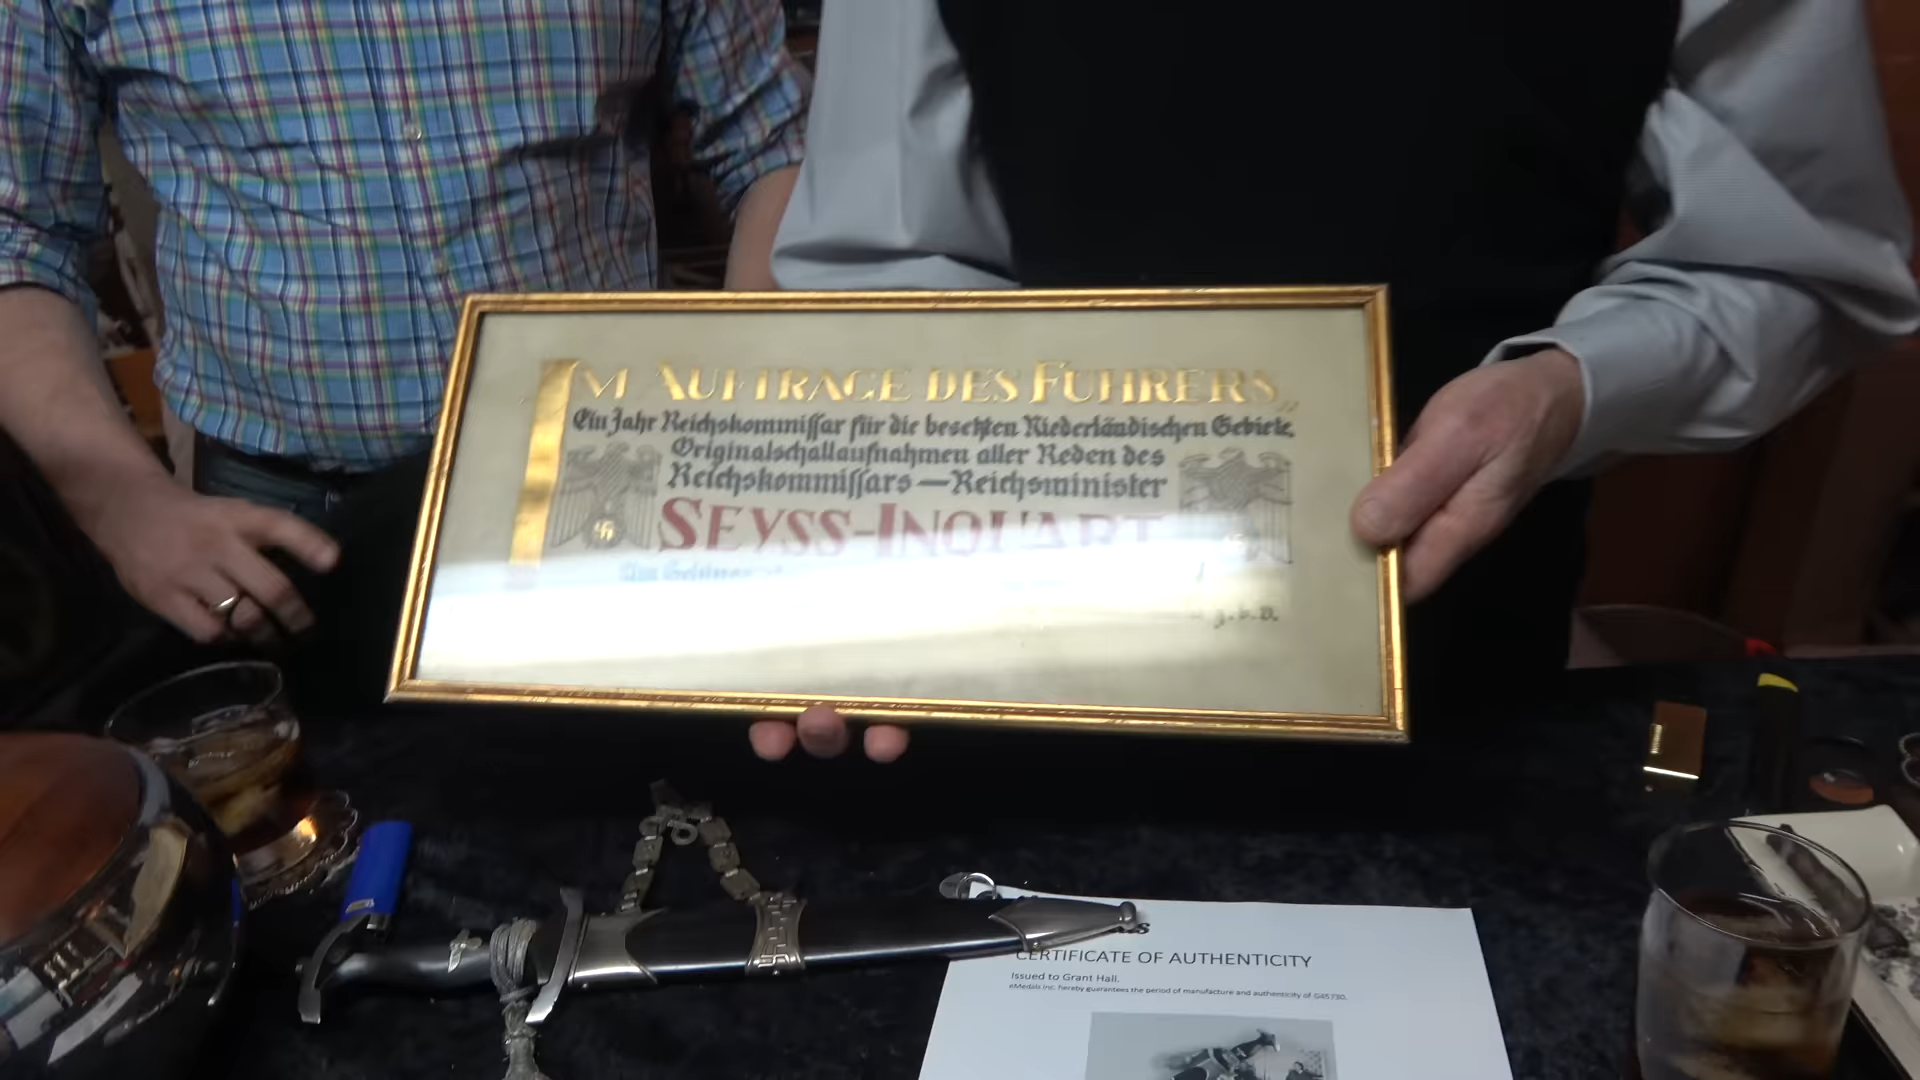 IM AUFTRAGE DES FÜHRERS„
Ein Jahr Reichskommissar für die besetzten Niederländischen Gebiete.
Originalschallaufnahmen aller Reden des
Reichskommissars — Reichsminister
SEYSS-INQUART
z.b.V.
CERTIFICATE OF AUTHENTICITY
Issued to Grant Hall.
eMedals Inc. hereby guarantees the period of manufacture and authenticity of G45730.